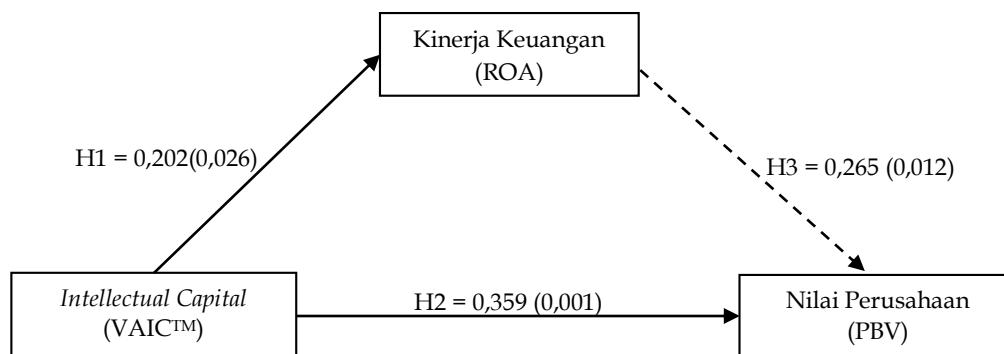 Kinerja Keuangan
(ROA)
H1 = 0,202(0,026)
H3 = 0,265 (0,012)
Intellectual Capital
(VAIC™)
H2 = 0,359 (0,001)
Nilai Perusahaan
(PBV)